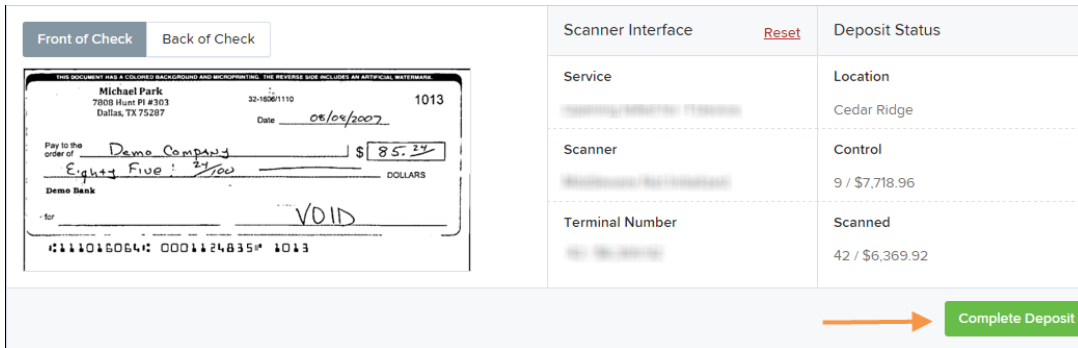 Front of Check
Back of Check
THIS DOCUMENT HAS A COLORED BACKGROUND AND MICROPRINTING. THE REVERSE SIDE INCLUDES AN ARTIFICIAL WATERMARK.
Michael Park
7808 Hunt Pl #303
Dallas, TX 75287
32-1606/1110
1013
Date 08/04/2007
Pay to the
order of Demo Company $ 85.24
Eighty Five : 24/100 DOLLARS
Demo Bank
- for VOID
⑆111016064⑆ 0001124835⑈ 1013
Scanner Interface
Reset
Service
Scanner
Terminal Number
Deposit Status
Location
Cedar Ridge
Control
9 / $7,718.96
Scanned
42 / $6,369.92
Complete Deposit